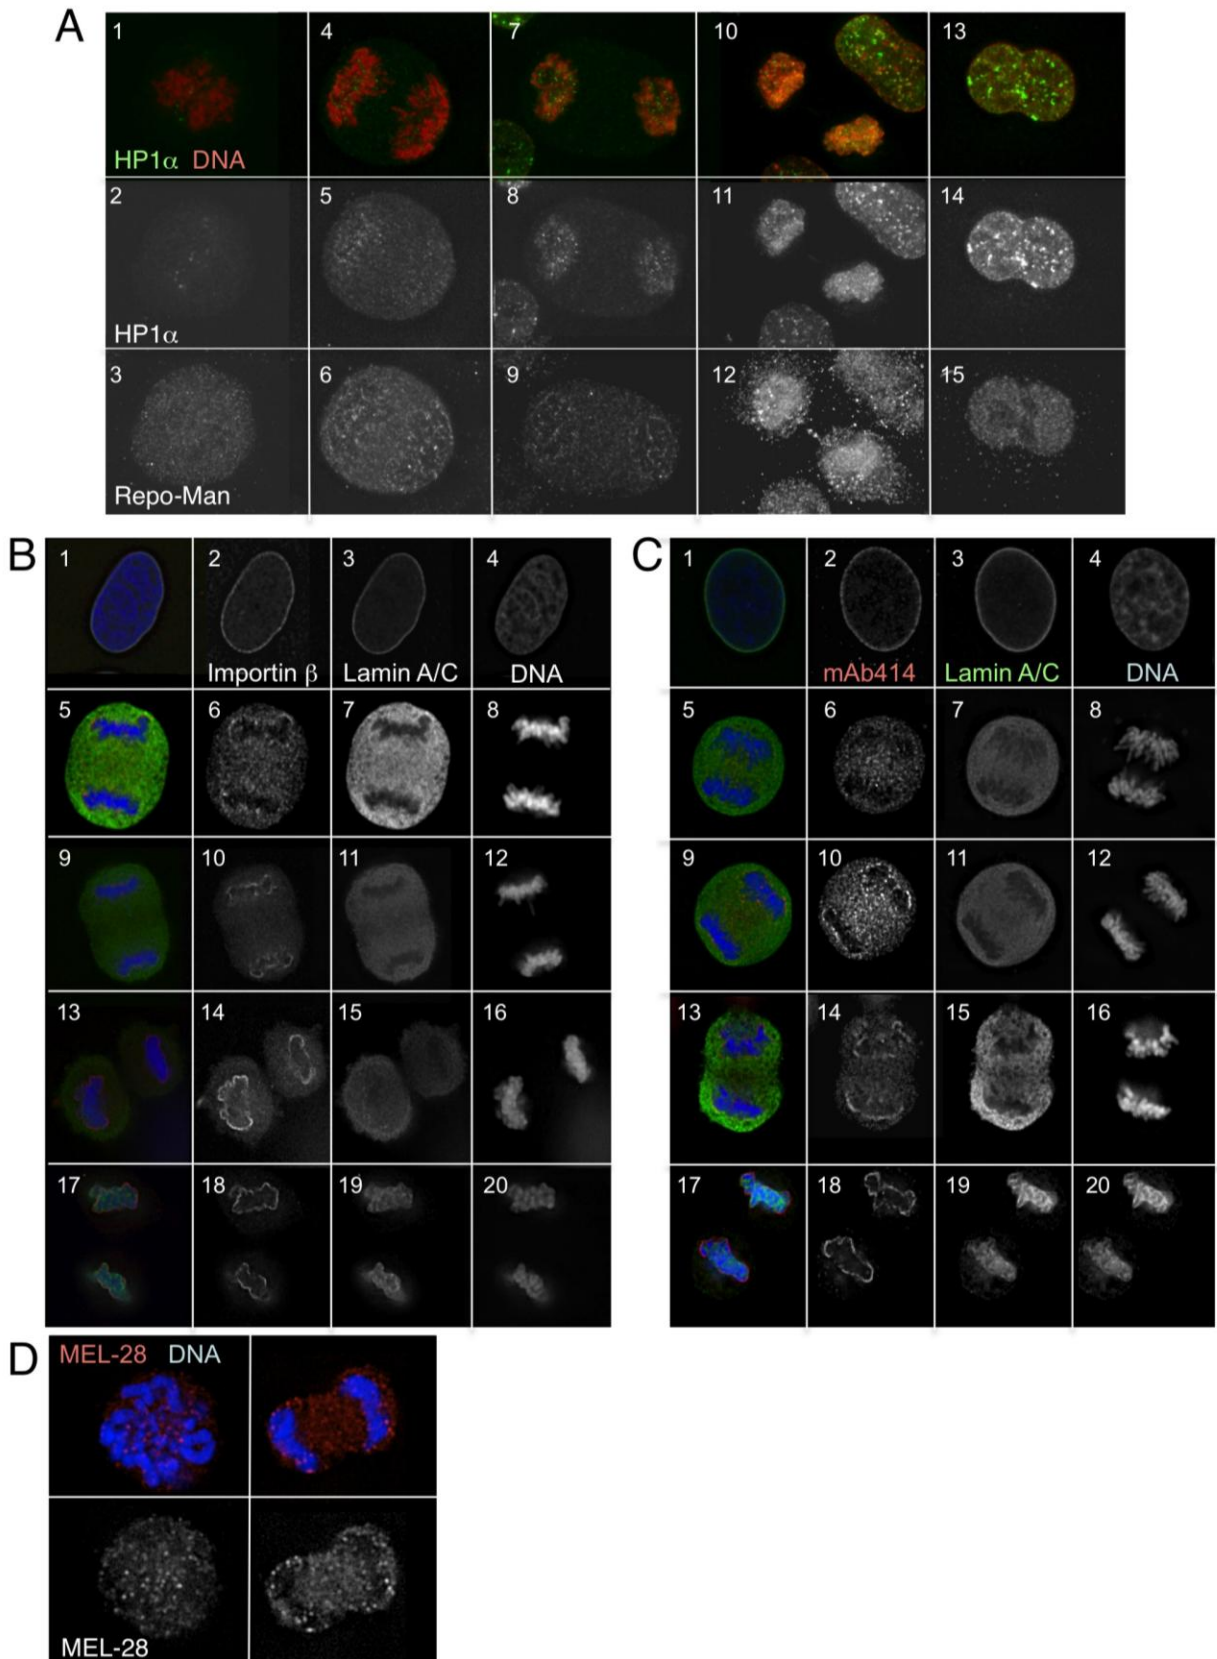 A
1 4 7 10 13
HP1α DNA
2 5 8 11 14
HP1α
3 6 9 12 15
Repo-Man
B
1 2 3 4
Importin β Lamin A/C DNA
5 6 7 8
9 10 11 12
13 14 15 16
17 18 19 20
C
1 2 3 4
mAb414 Lamin A/C DNA
5 6 7 8
9 10 11 12
13 14 15 16
17 18 19 20
D
MEL-28 DNA
MEL-28